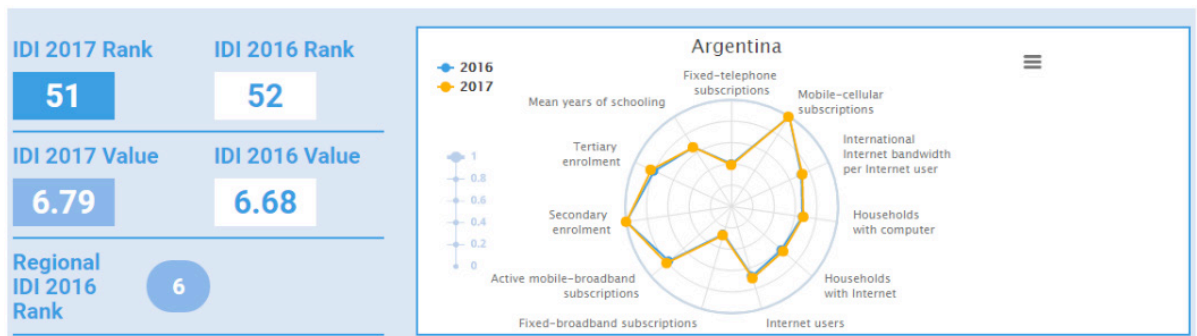 IDI 2017 Rank
IDI 2016 Rank
51
52
IDI 2017 Value
IDI 2016 Value
6.79
6.68
Regional
IDI 2016
Rank
6
Argentina
2016
2017
1
0.8
0.6
0.4
0.2
0
Fixed-telephone
subscriptions
Mobile-cellular
subscriptions
International
Internet bandwidth
per Internet user
Households
with computer
Households
with Internet
Internet users
Fixed-broadband subscriptions
Active mobile-broadband
subscriptions
Secondary
enrolment
Tertiary
enrolment
Mean years of schooling